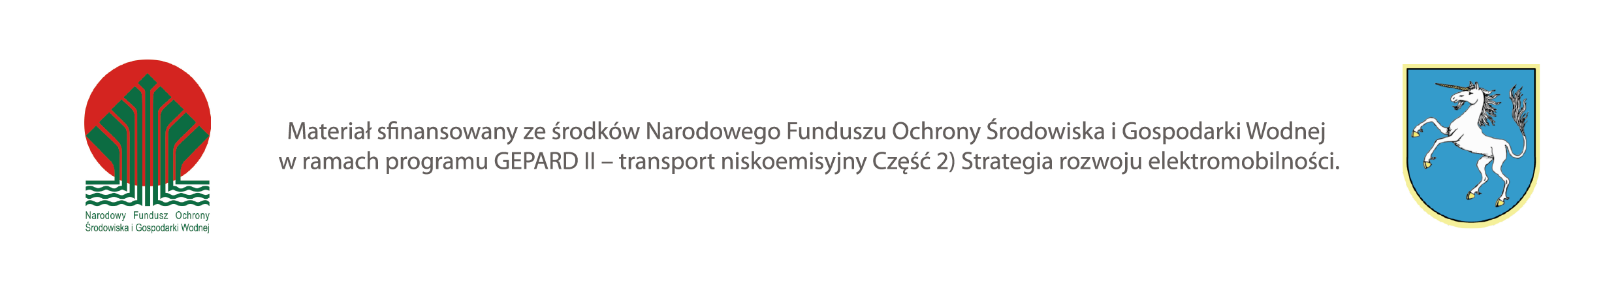 Materiał sfinansowany ze środków Narodowego Funduszu Ochrony Środowiska i Gospodarki Wodnej
w ramach programu GEPARD II – transport niskoemisyjny Część 2) Strategia rozwoju elektromobilności.
Narodowy Fundusz Ochrony
Środowiska i Gospodarki Wodnej